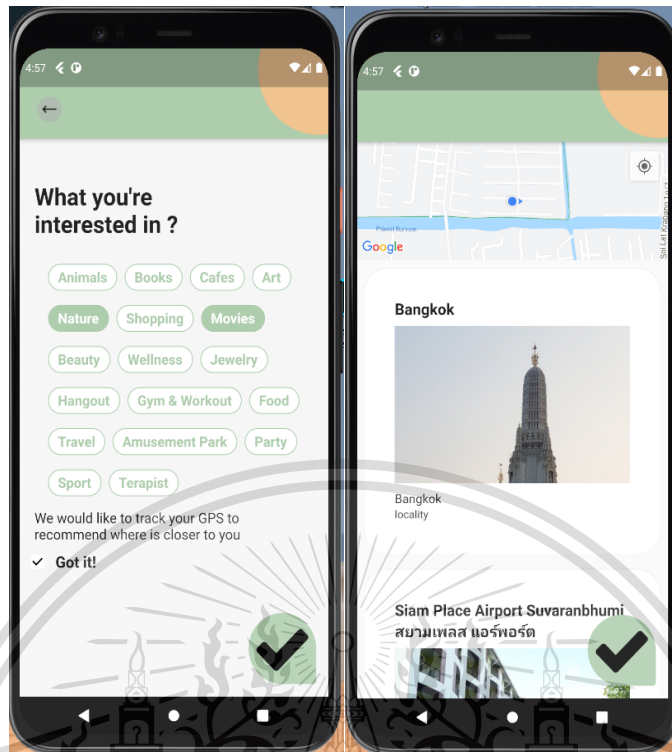 4:57
What you're
interested in ?
Animals Books Cafes Art
Nature Shopping Movies
Beauty Wellness Jewelry
Hangout Gym & Workout Food
Travel Amusement Park Party
Sport Terapist
We would like to track your GPS to
recommend where is closer to you
Got it!
4:57
Google
Bangkok
Bangkok
locality
Siam Place Airport Suvaranbhumi
สยามเพลส แอร์พอร์ต